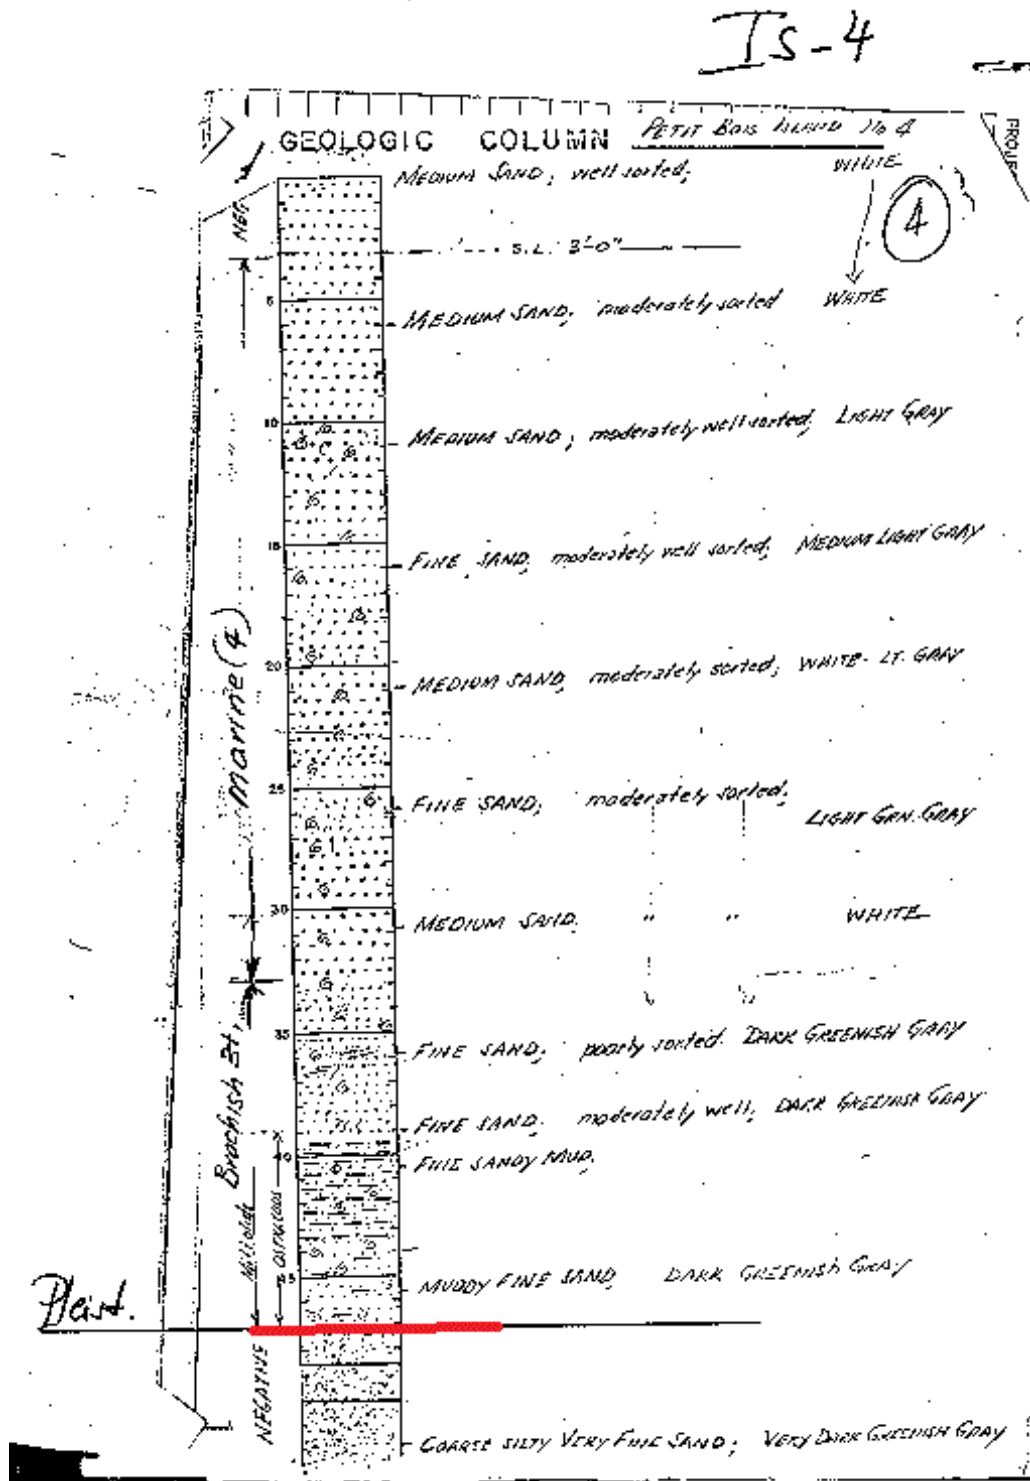 Is-4
GEOLOGIC COLUMN PETIT BOIS ISLAND No 4
PROJE
MEDIUM SAND; well sorted; WHITE
4
NEG
S.L. 3'-0"
5
MEDIUM SAND; moderately sorted WHITE
10
MEDIUM SAND; moderately well sorted; LIGHT GRAY
15
FINE SAND; moderately well sorted; MEDIUM LIGHT GRAY
Marine (4)
20
MEDIUM SAND; moderately sorted; WHITE - LT. GRAY
25
FINE SAND; moderately sorted;
LIGHT GRN. GRAY
30
MEDIUM SAND; " " WHITE
Brackish
35
FINE SAND; poorly sorted. DARK GREENISH GRAY
FINE SAND; moderately well; DARK GREENISH GRAY
40
FINE SANDY MUD;
OSTRACODS
45
MUDDY FINE SAND, DARK GREENISH GRAY
Pleist.
NEGATIVE
COARSE SILTY VERY FINE SAND; VERY DARK GREENISH GRAY